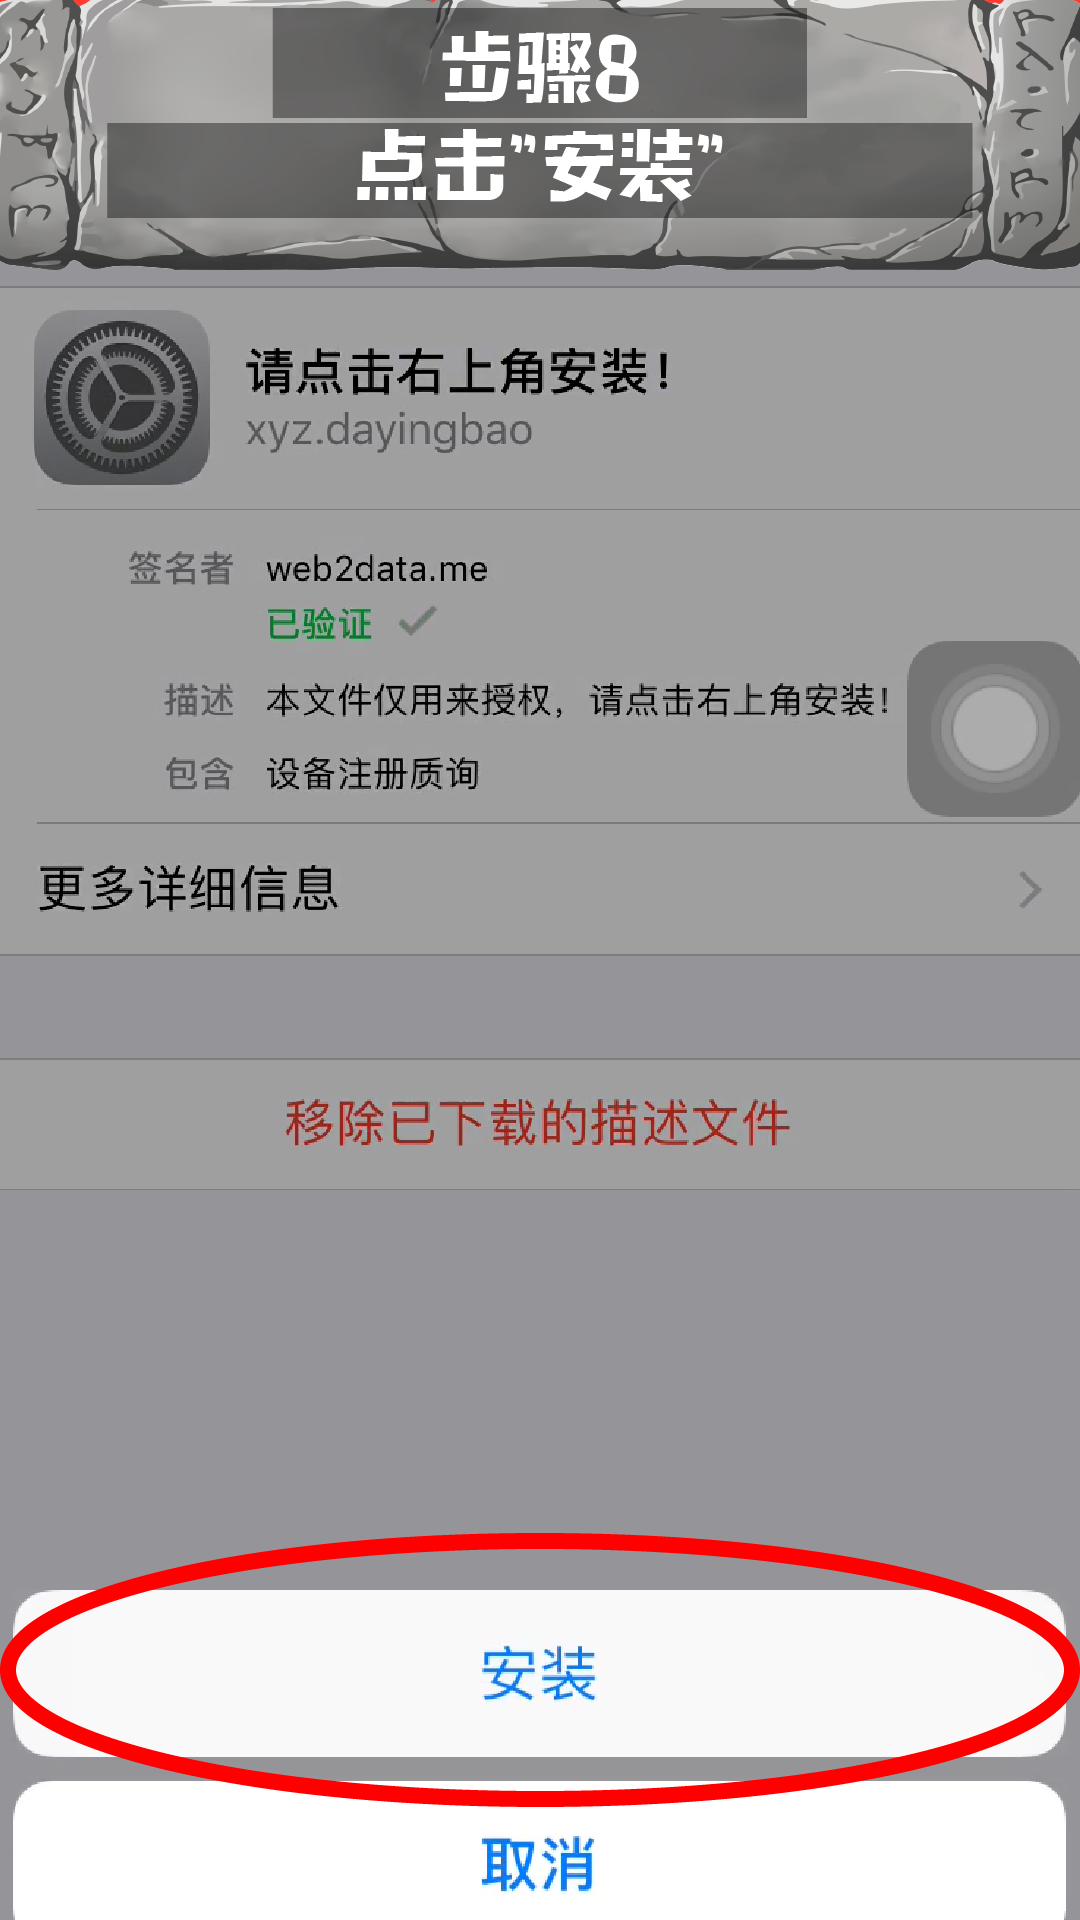 步骤8
点击”安装”
请点击右上角安装！
xyz.dayingbao
签名者 web2data.me
已验证
描述 本文件仅用来授权，请点击右上角安装！
包含 设备注册质询
更多详细信息
移除已下载的描述文件
安装
取消